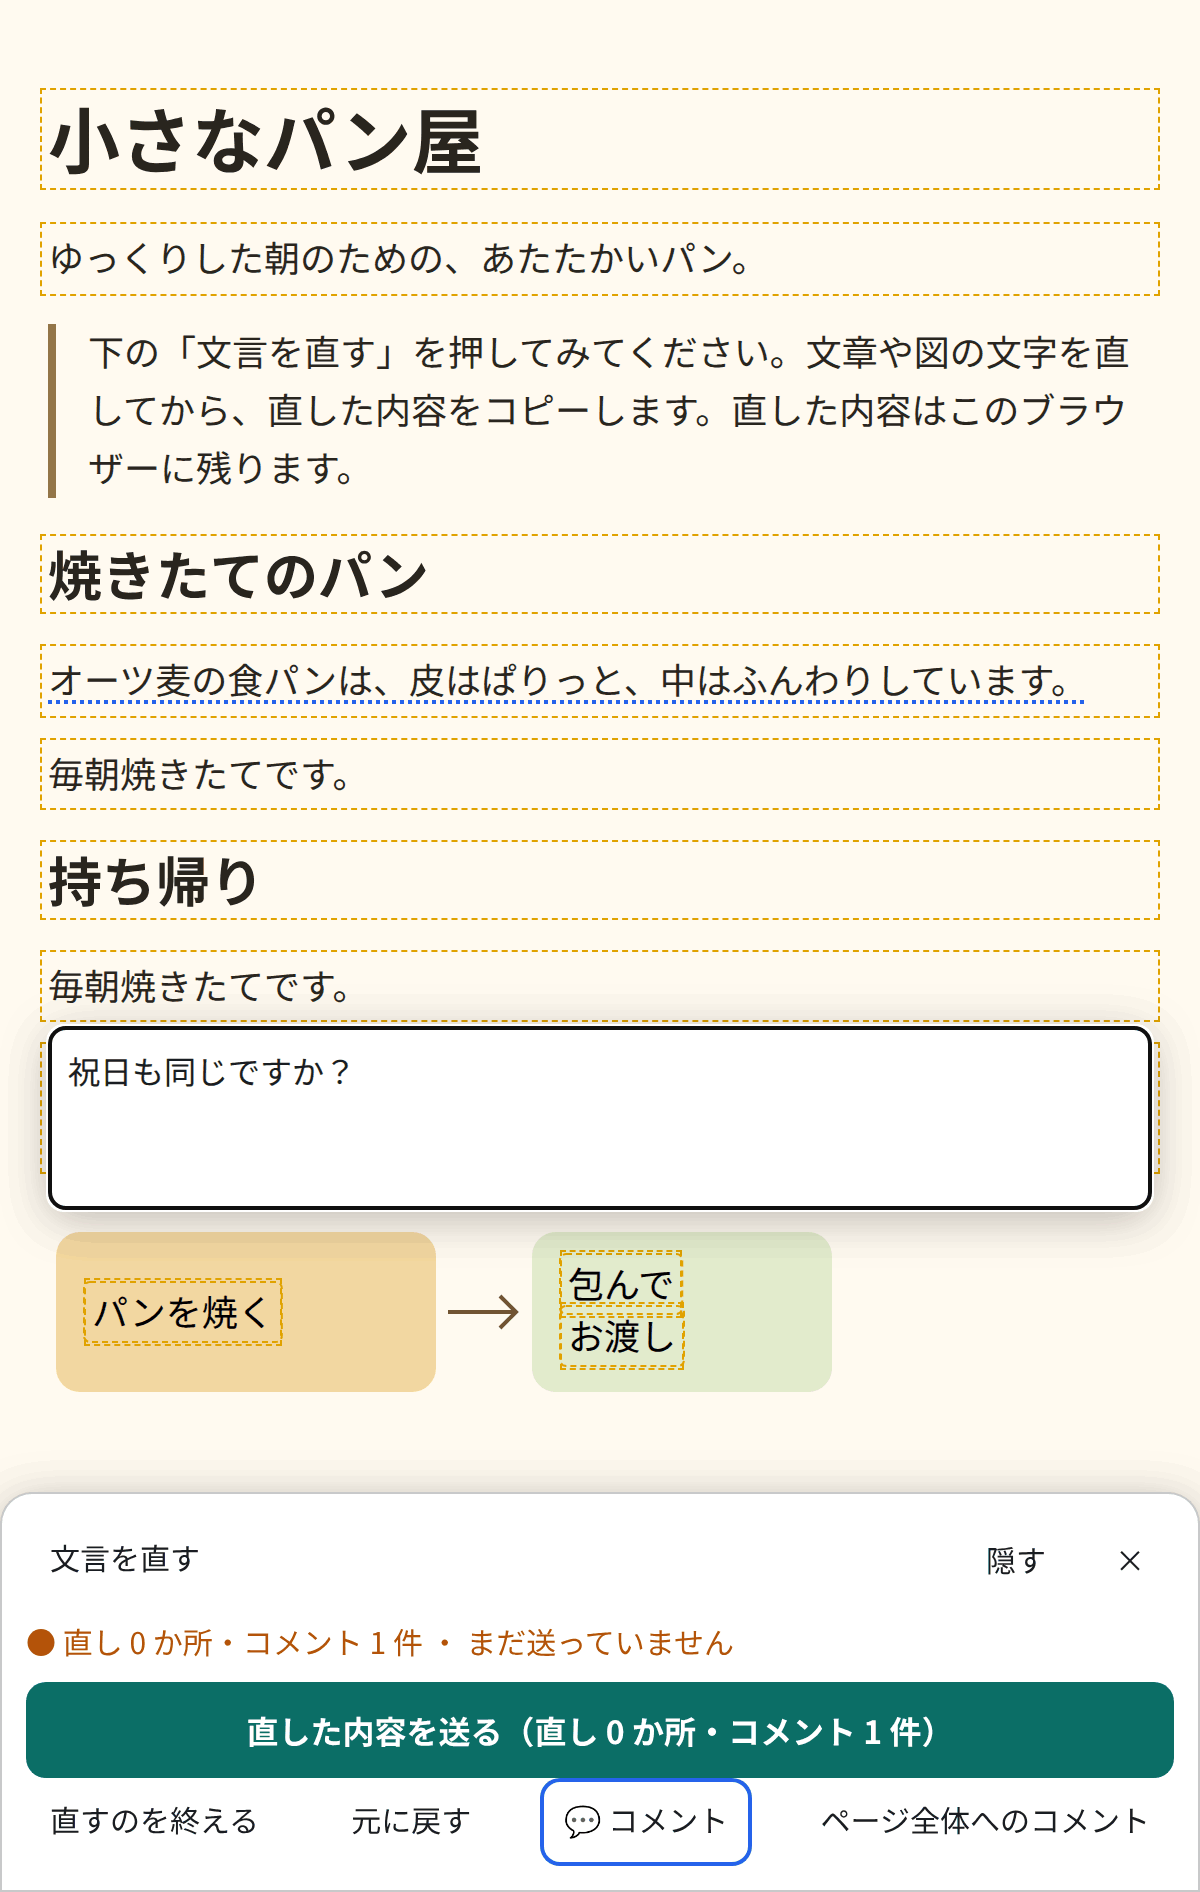 小さなパン屋
ゆっくりした朝のための、あたたかいパン。
下の「文言を直す」を押してみてください。文章や図の文字を直
してから、直した内容をコピーします。直した内容はこのブラウ
ザーに残ります。
焼きたてのパン
オーツ麦の食パンは、皮はぱりっと、中はふんわりしています。
毎朝焼きたてです。
持ち帰り
毎朝焼きたてです。
祝日も同じですか？
パンを焼く
包んで
お渡し
文言を直す
隠す
×
直し 0 か所・コメント 1 件 ・ まだ送っていません
直した内容を送る（直し 0 か所・コメント 1 件）
直すのを終える
元に戻す
💬 コメント
ページ全体へのコメント